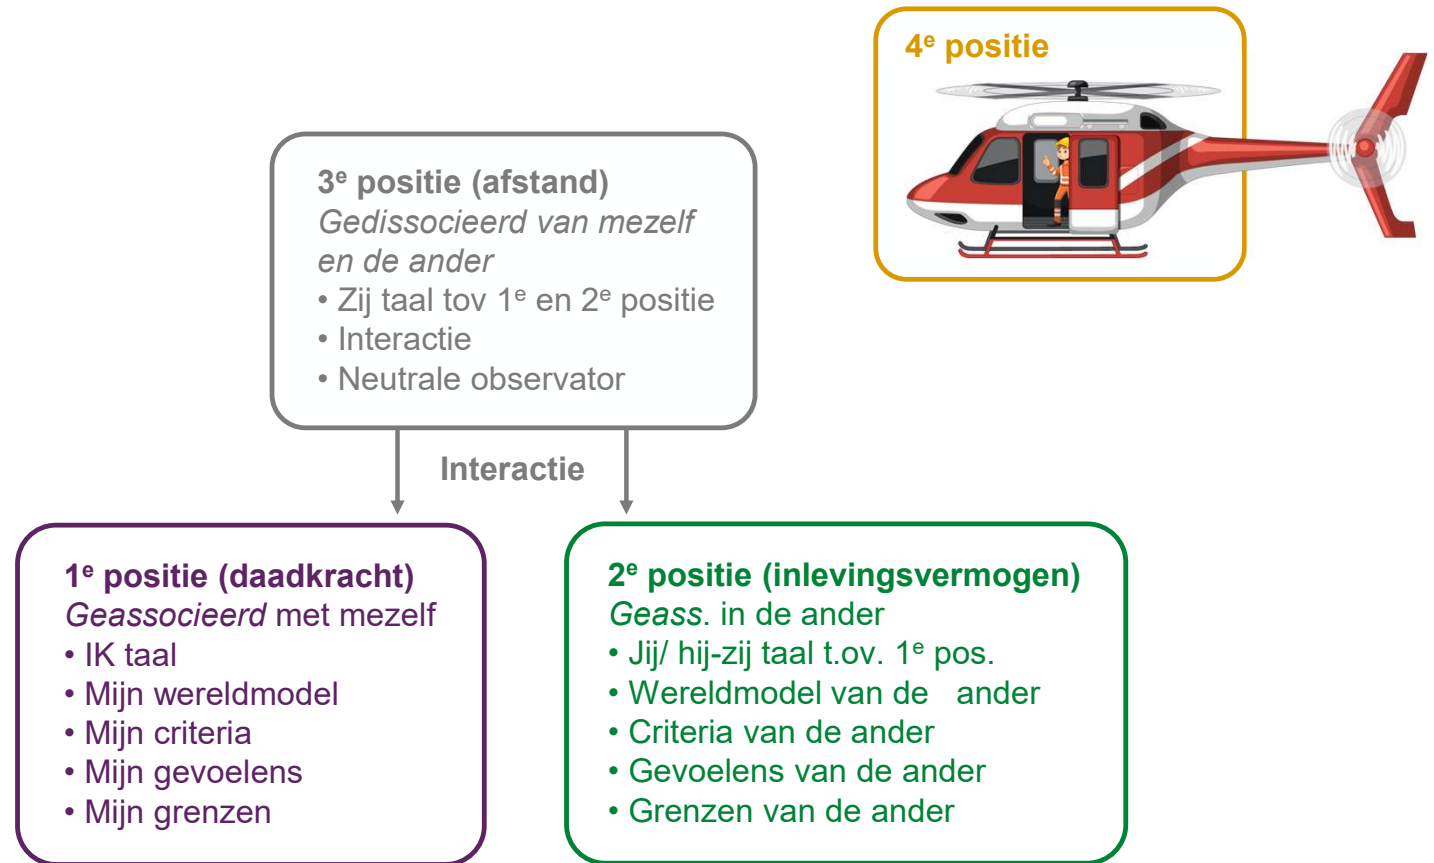 4ᵉ positie
3ᵉ positie (afstand)
Gedissocieerd van mezelf
en de ander
• Zij taal tov 1ᵉ en 2ᵉ positie
• Interactie
• Neutrale observator
Interactie
1ᵉ positie (daadkracht)
Geassocieerd met mezelf
• IK taal
• Mijn wereldmodel
• Mijn criteria
• Mijn gevoelens
• Mijn grenzen
2ᵉ positie (inlevingsvermogen)
Geass. in de ander
• Jij/ hij-zij taal t.ov. 1ᵉ pos.
• Wereldmodel van de ander
• Criteria van de ander
• Gevoelens van de ander
• Grenzen van de ander